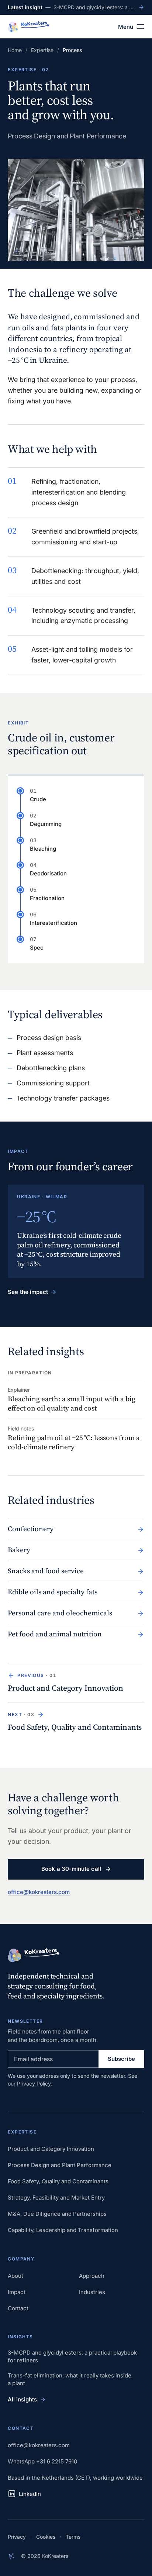 Latest insight — 3-MCPD and glycidyl esters: a ...
KoKreaters. Menu
Home / Expertise / Process
EXPERTISE · 02
Plants that run
better, cost less
and grow with you.
Process Design and Plant Performance
The challenge we solve
We have designed, commissioned and
run oils and fats plants in four very
different countries, from tropical
Indonesia to a refinery operating at
−25 °C in Ukraine.
We bring that experience to your process,
whether you are building new, expanding or
asking what you have.
What we help with
01 Refining, fractionation,
interesterification and blending
process design
02 Greenfield and brownfield projects,
commissioning and start-up
03 Debottlenecking: throughput, yield,
utilities and cost
04 Technology scouting and transfer,
including enzymatic processing
05 Asset-light and tolling models for
faster, lower-capital growth
EXHIBIT
Crude oil in, customer
specification out
01
Crude
02
Degumming
03
Bleaching
04
Deodorisation
05
Fractionation
06
Interesterification
07
Spec
Typical deliverables
— Process design basis
— Plant assessments
— Debottlenecking plans
— Commissioning support
— Technology transfer packages
IMPACT
From our founder’s career
UKRAINE · WILMAR
−25 °C
Ukraine’s first cold-climate crude
palm oil refinery, commissioned
at −25 °C, cost structure improved
by 15%.
See the impact →
Related insights
IN PREPARATION
Explainer
Bleaching earth: a small input with a big
effect on oil quality and cost
Field notes
Refining palm oil at −25 °C: lessons from a
cold-climate refinery
Related industries
Confectionery →
Bakery →
Snacks and food service →
Edible oils and specialty fats →
Personal care and oleochemicals →
Pet food and animal nutrition →
← PREVIOUS · 01
Product and Category Innovation
NEXT · 03 →
Food Safety, Quality and Contaminants
Have a challenge worth
solving together?
Tell us about your product, your plant or
your decision.
Book a 30-minute call →
office@kokreaters.com
KoKreaters.
Independent technical and
strategy consulting for food,
feed and specialty ingredients.
NEWSLETTER
Field notes from the plant floor
and the boardroom, once a month.
Email address Subscribe
We use your address only to send the newsletter. See
our Privacy Policy.
EXPERTISE
Product and Category Innovation
Process Design and Plant Performance
Food Safety, Quality and Contaminants
Strategy, Feasibility and Market Entry
M&A, Due Diligence and Partnerships
Capability, Leadership and Transformation
COMPANY
About Approach
Impact Industries
Contact
INSIGHTS
3-MCPD and glycidyl esters: a practical playbook
for refiners
Trans-fat elimination: what it really takes inside
a plant
All insights →
CONTACT
office@kokreaters.com
WhatsApp +31 6 2215 7910
Based in the Netherlands (CET), working worldwide
LinkedIn
Privacy · Cookies · Terms
© 2026 KoKreaters